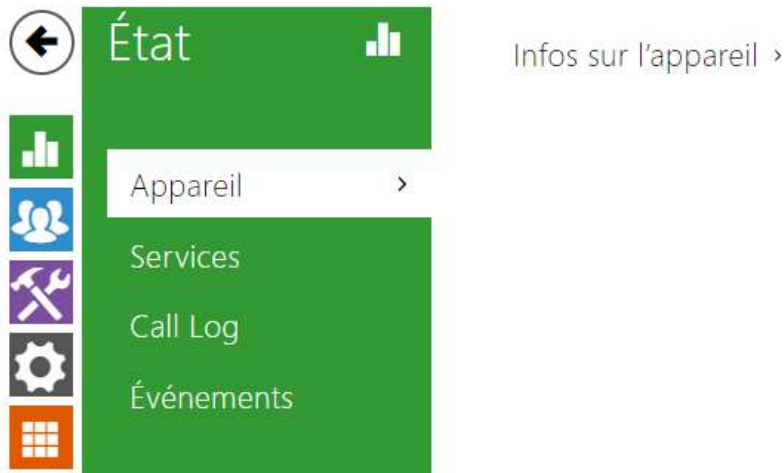 État
Infos sur l'appareil ›
Appareil ›
Services
Call Log
Événements